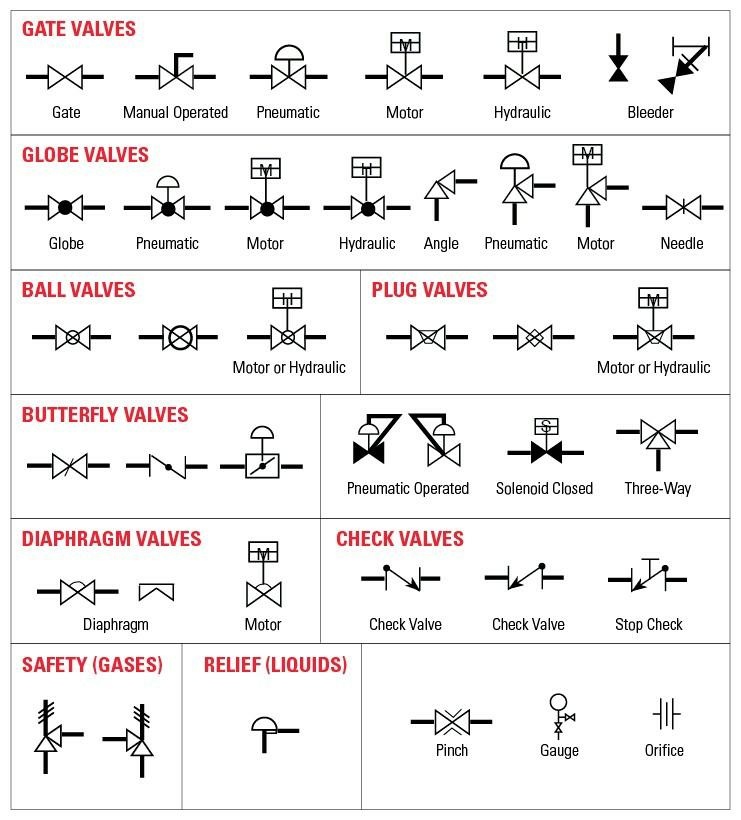 GATE VALVES
M
H
Gate
Manual Operated
Pneumatic
Motor
Hydraulic
Bleeder
GLOBE VALVES
M
H
M
Globe
Pneumatic
Motor
Hydraulic
Angle
Pneumatic
Motor
Needle
BALL VALVES
H
Motor or Hydraulic
PLUG VALVES
M
Motor or Hydraulic
BUTTERFLY VALVES
S
Pneumatic Operated
Solenoid Closed
Three-Way
DIAPHRAGM VALVES
M
Diaphragm
Motor
CHECK VALVES
Check Valve
Check Valve
Stop Check
SAFETY (GASES)
RELIEF (LIQUIDS)
Pinch
Gauge
Orifice